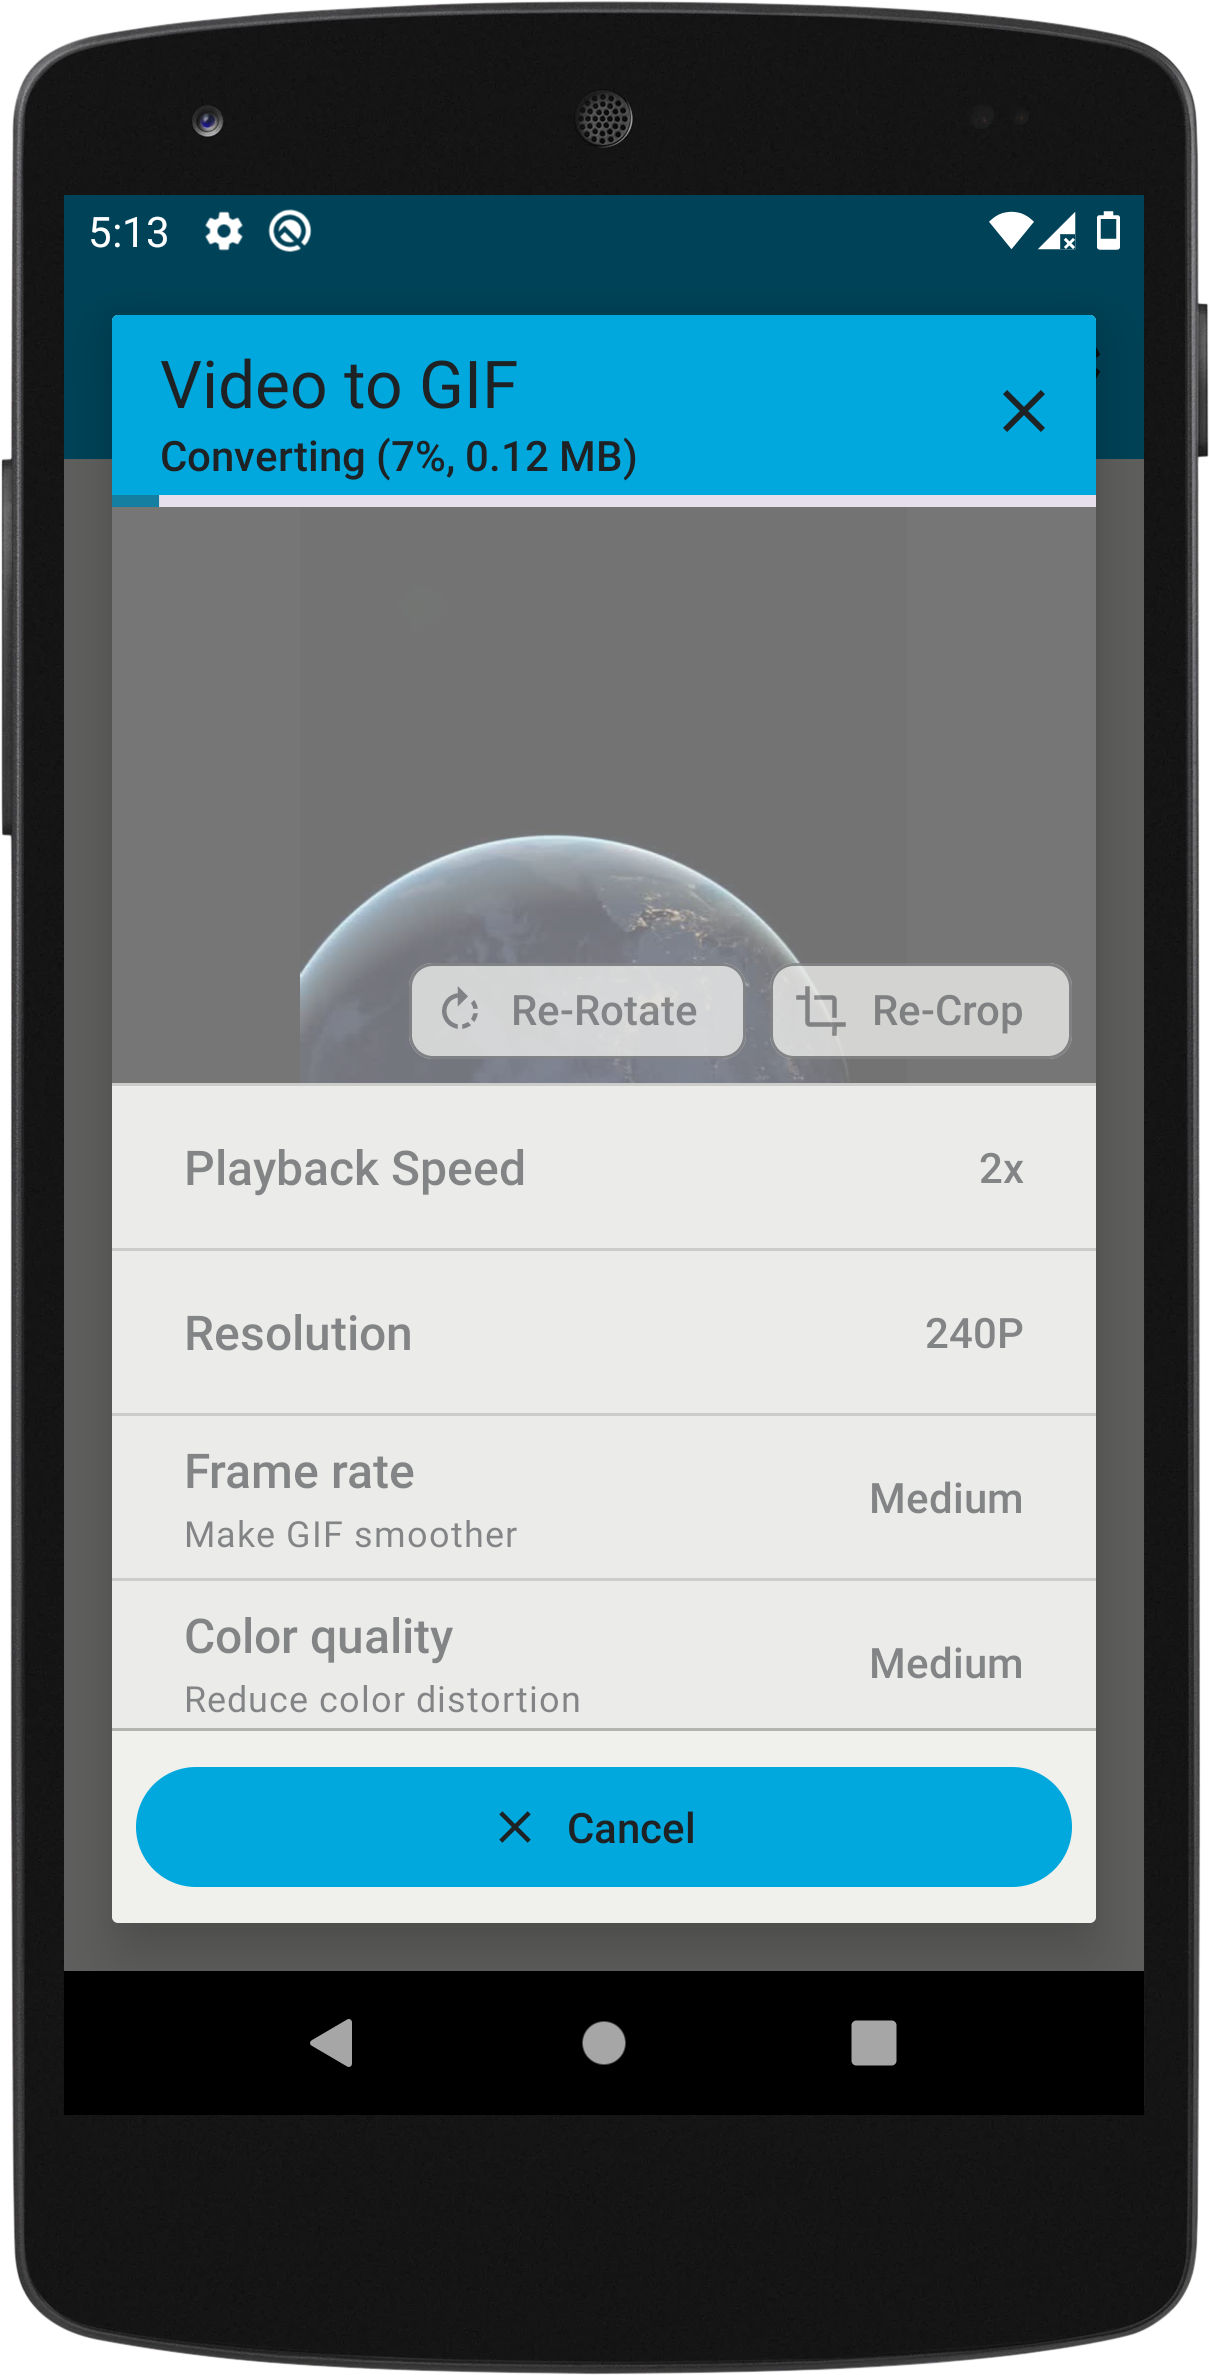 5:13
Video to GIF
Converting (7%, 0.12 MB)
Re-Rotate
Re-Crop
Playback Speed
2x
Resolution
240P
Frame rate
Make GIF smoother
Medium
Color quality
Reduce color distortion
Medium
Cancel